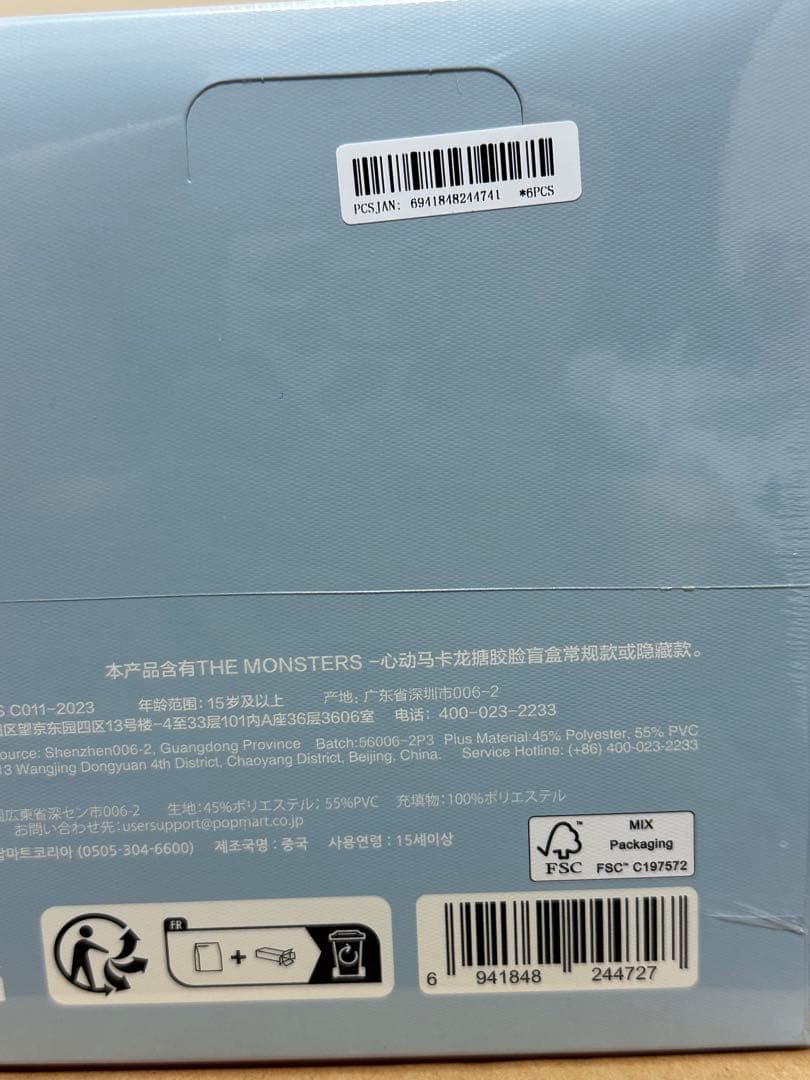 PCSJAN: 6941848244741 *6PCS
本产品含有THE MONSTERS –心动马卡龙搪胶脸盲盒常规款或隐藏款。
C011-2023 年龄范围: 15岁及以上 产地: 广东省深圳市006-2
区望京东园四区13号楼-4至33层101内A座36层3606室 电话: 400-023-2233
ource: Shenzhen006-2, Guangdong Province Batch:56006-2P3 Plus Material:45% Polyester, 55% PVC
13 Wangjing Dongyuan 4th District, Chaoyang District, Beijing, China. Service Hotline: (+86) 400-023-2233
広東省深セン市006-2 生地:45%ポリエステル; 55%PVC 充填物:100%ポリエステル
お問い合わせ先:usersupport@popmart.co.jp
마트코리아 (0505-304-6600) 제조국명 : 중국 사용연령 : 15세이상
FSC™
MIX
Packaging
FSC™ C197572
FR
+
6 941848 244727